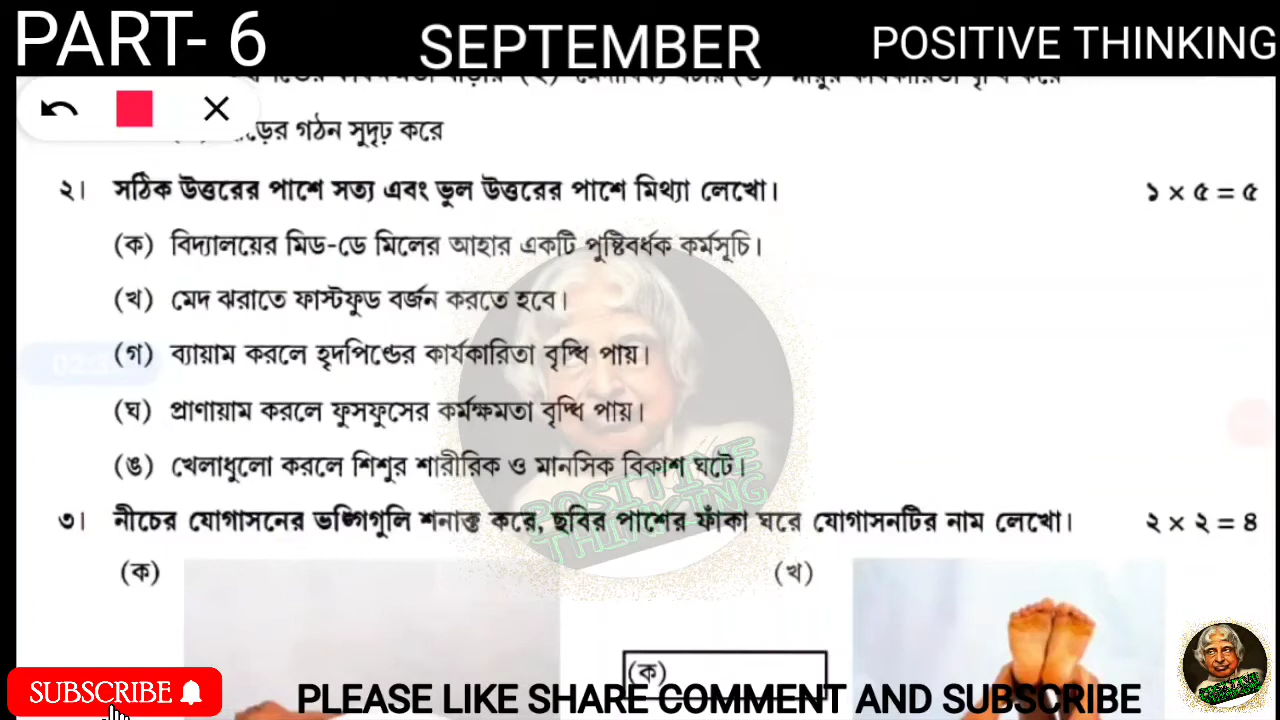 PART- 6 SEPTEMBER POSITIVE THINKING
গঠন সুদৃঢ় করে
২। সঠিক উত্তরের পাশে সত্য এবং ভুল উত্তরের পাশে মিথ্যা লেখো। ১ × ৫ = ৫
(ক) বিদ্যালয়ের মিড-ডে মিলের আহার একটি পুষ্টিবর্ধক কর্মসূচি।
(খ) মেদ ঝরাতে ফাস্টফুড বর্জন করতে হবে।
(গ) ব্যায়াম করলে হৃদপিণ্ডের কার্যকারিতা বৃদ্ধি পায়।
(ঘ) প্রাণায়াম করলে ফুসফুসের কর্মক্ষমতা বৃদ্ধি পায়।
(ঙ) খেলাধুলো করলে শিশুর শারীরিক ও মানসিক বিকাশ ঘটে।
POSITIVE
THINKING
৩। নীচের যোগাসনের ভঙ্গিগুলি শনাক্ত করে, ছবির পাশের ফাঁকা ঘরে যোগাসনটির নাম লেখো। ২ × ২ = ৪
(ক) (খ)
(ক)
SUBSCRIBE PLEASE LIKE SHARE COMMENT AND SUBSCRIBE